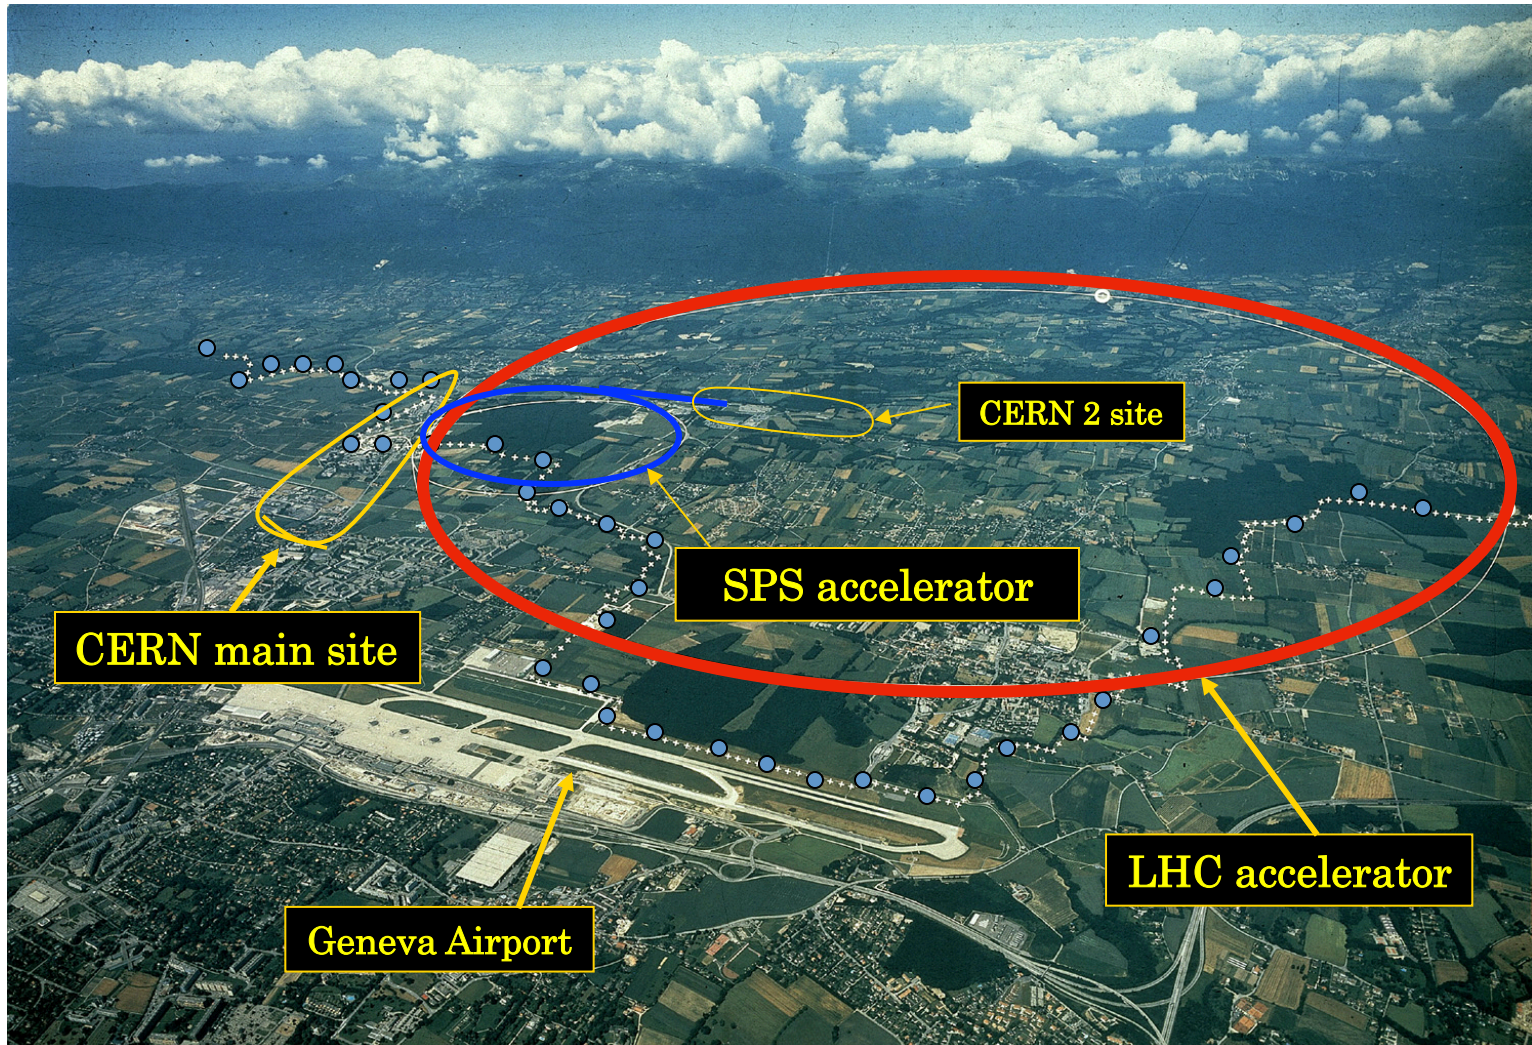 CERN 2 site
SPS accelerator
CERN main site
LHC accelerator
Geneva Airport